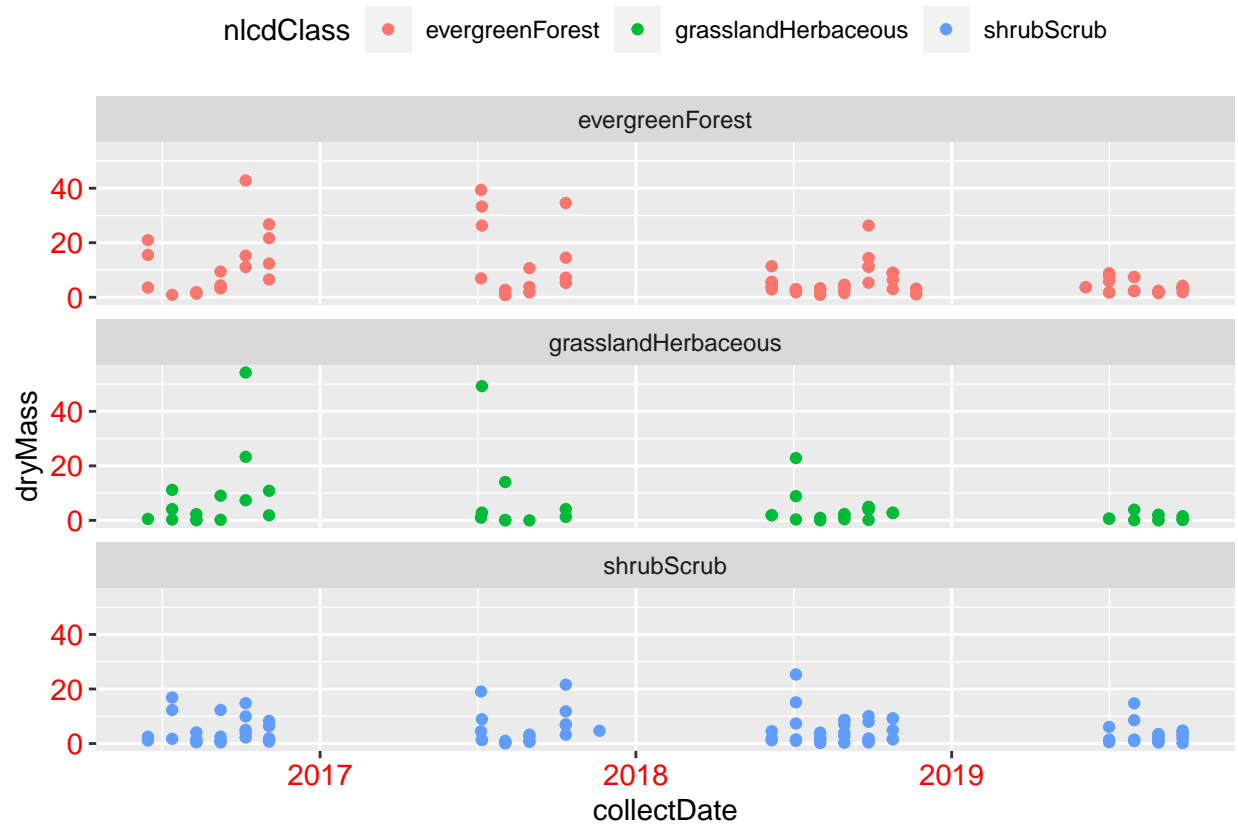 nlcdClass evergreenForest grasslandHerbaceous shrubScrub
evergreenForest
40
20
0
grasslandHerbaceous
40
20
0
shrubScrub
40
20
0
dryMass
2017 2018 2019
collectDate